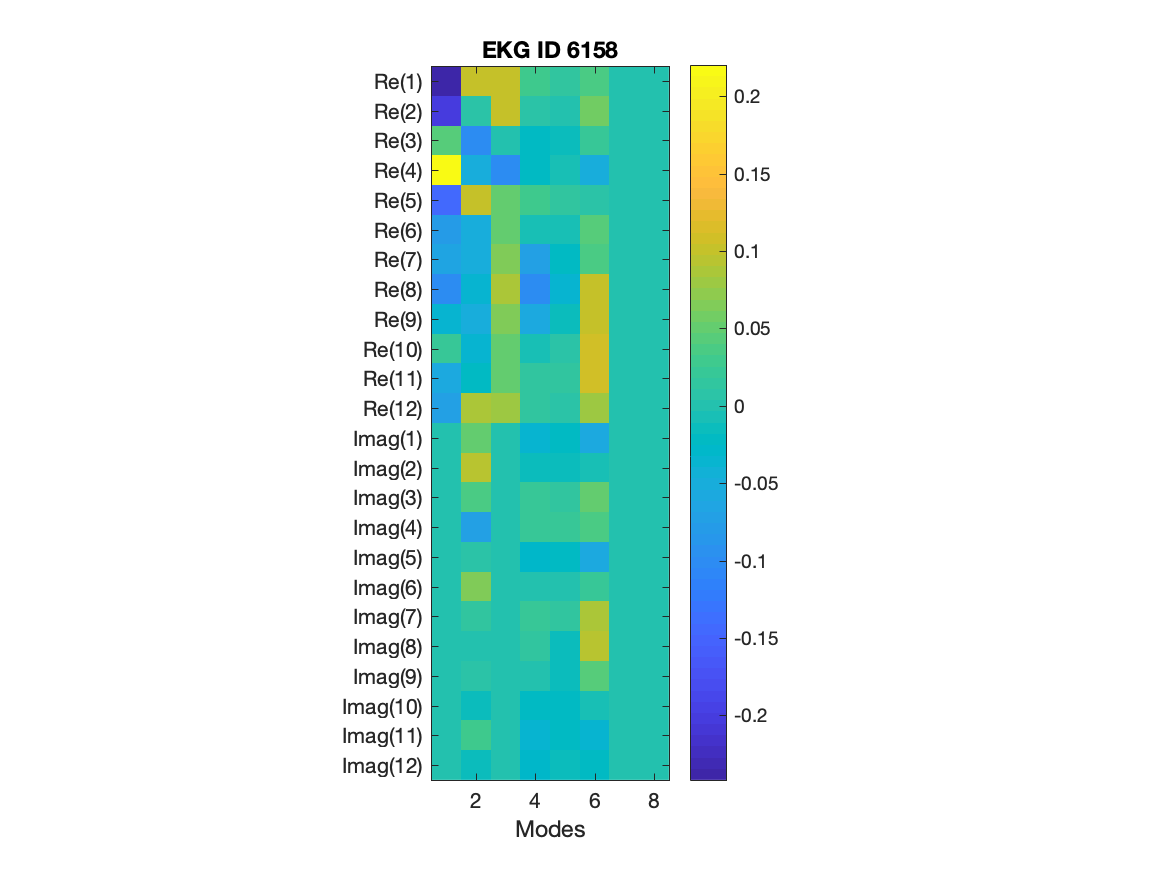 EKG ID 6158
Re(1)
Re(2)
Re(3)
Re(4)
Re(5)
Re(6)
Re(7)
Re(8)
Re(9)
Re(10)
Re(11)
Re(12)
Imag(1)
Imag(2)
Imag(3)
Imag(4)
Imag(5)
Imag(6)
Imag(7)
Imag(8)
Imag(9)
Imag(10)
Imag(11)
Imag(12)
2 4 6 8
Modes
0.2
0.15
0.1
0.05
0
-0.05
-0.1
-0.15
-0.2